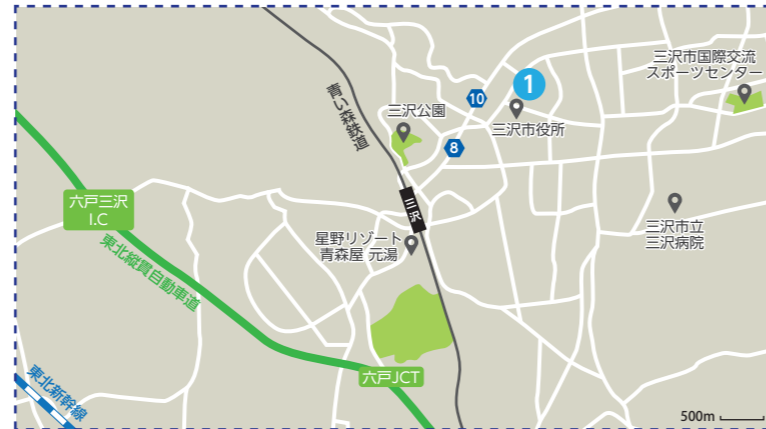 三沢市国際交流
スポーツセンター
青い森鉄道
10
1
三沢公園
三沢市役所
8
六戸三沢
I.C
三沢
三沢市立
三沢病院
星野リゾート
青森屋 元湯
東北縦貫自動車道
六戸JCT
東北新幹線
500m